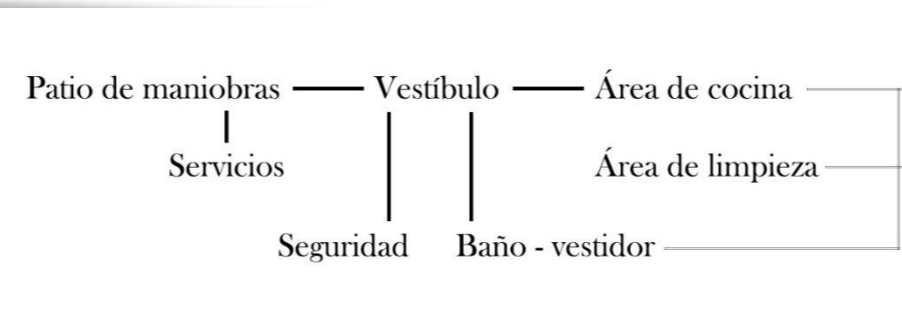 Patio de maniobras Vestíbulo Área de cocina
Servicios Área de limpieza
Seguridad Baño - vestidor